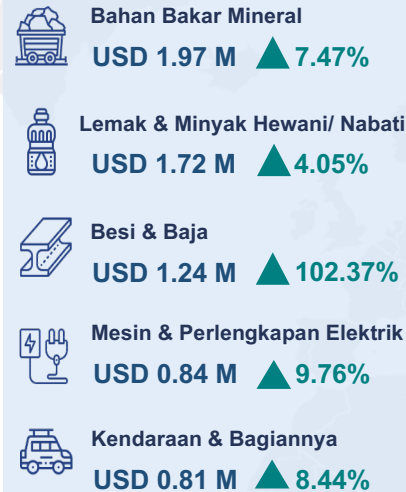 Bahan Bakar Mineral
USD 1.97 M 7.47%
Lemak & Minyak Hewani/ Nabati
USD 1.72 M 4.05%
Besi & Baja
USD 1.24 M 102.37%
Mesin & Perlengkapan Elektrik
USD 0.84 M 9.76%
Kendaraan & Bagiannya
USD 0.81 M 8.44%